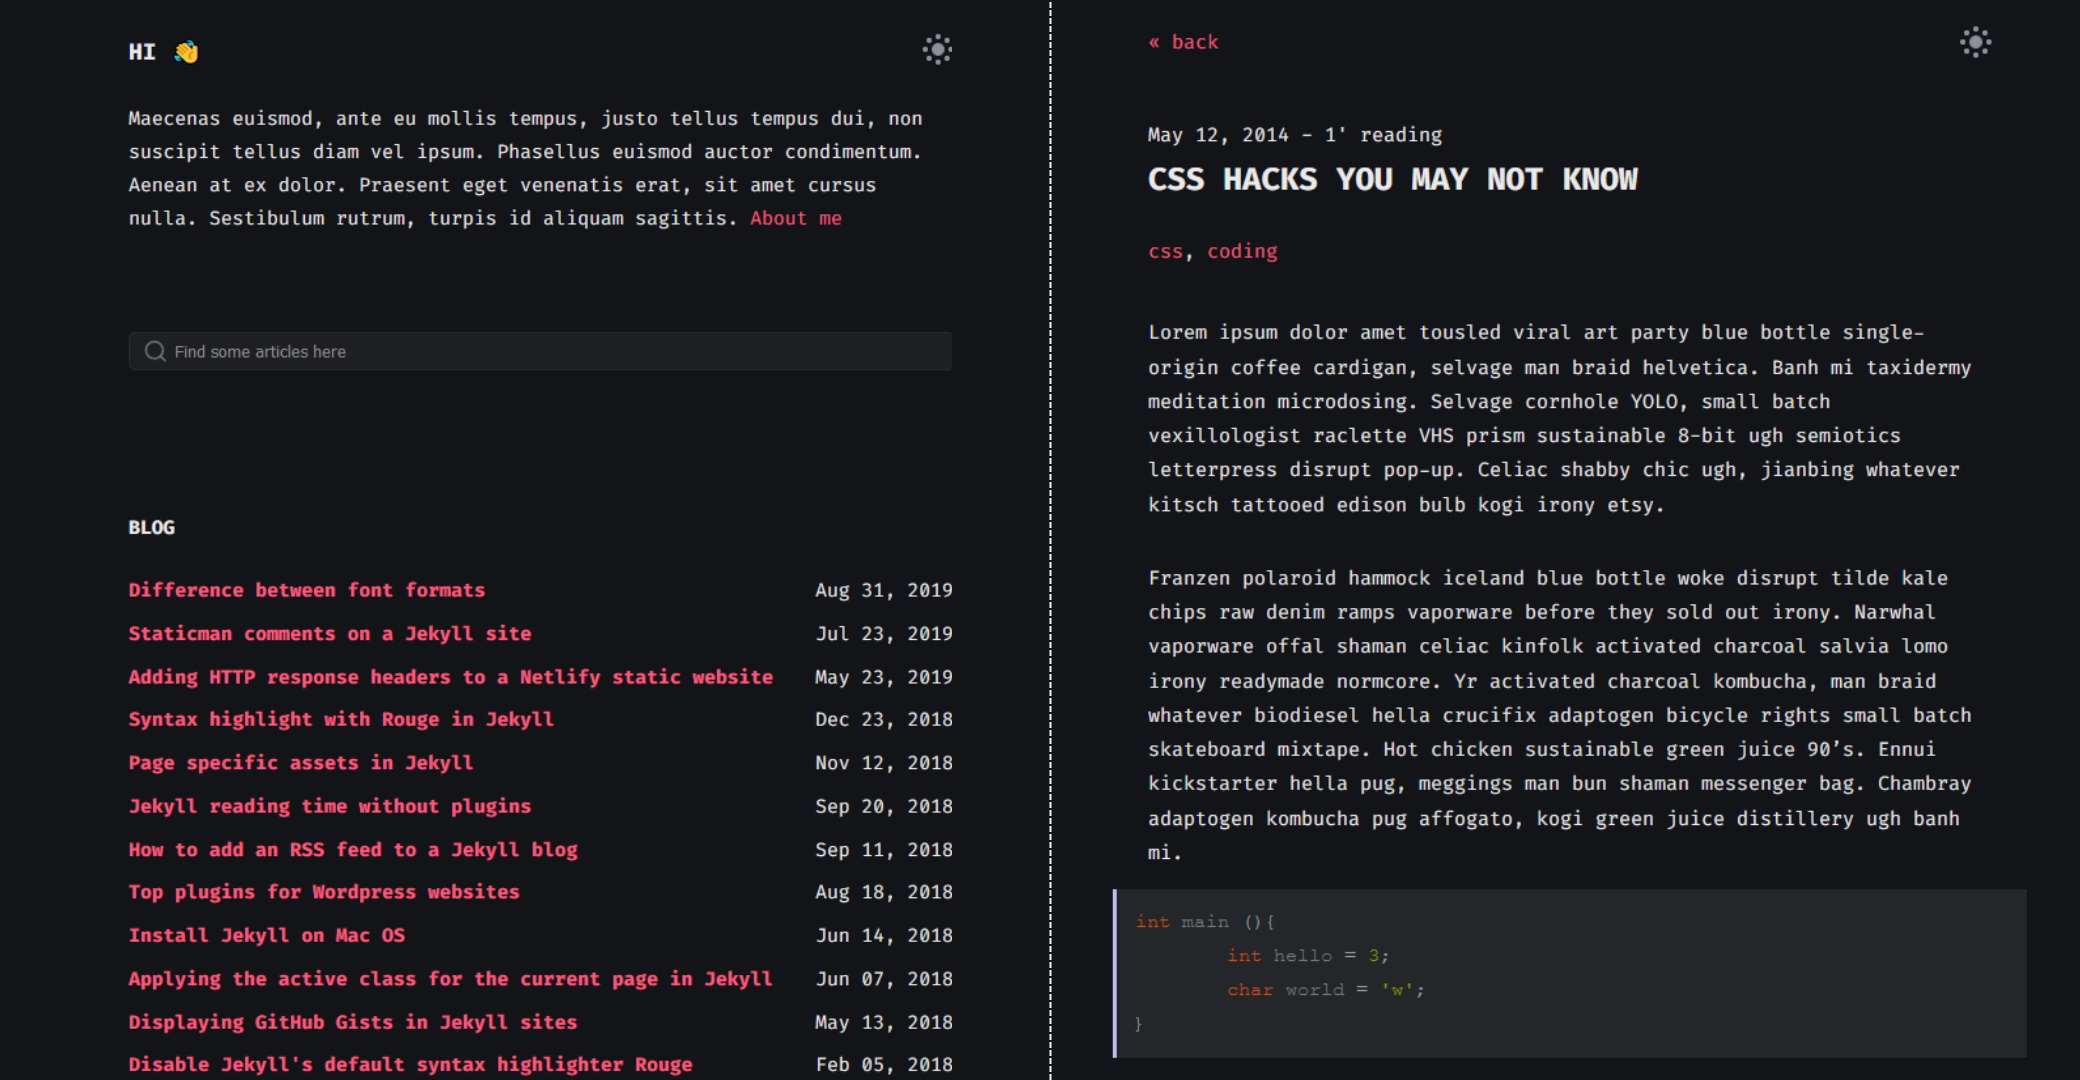 HI 👋
Maecenas euismod, ante eu mollis tempus, justo tellus tempus dui, non
suscipit tellus diam vel ipsum. Phasellus euismod auctor condimentum.
Aenean at ex dolor. Praesent eget venenatis erat, sit amet cursus
nulla. Sestibulum rutrum, turpis id aliquam sagittis. About me
Find some articles here
BLOG
Difference between font formats Aug 31, 2019
Staticman comments on a Jekyll site Jul 23, 2019
Adding HTTP response headers to a Netlify static website May 23, 2019
Syntax highlight with Rouge in Jekyll Dec 23, 2018
Page specific assets in Jekyll Nov 12, 2018
Jekyll reading time without plugins Sep 20, 2018
How to add an RSS feed to a Jekyll blog Sep 11, 2018
Top plugins for Wordpress websites Aug 18, 2018
Install Jekyll on Mac OS Jun 14, 2018
Applying the active class for the current page in Jekyll Jun 07, 2018
Displaying GitHub Gists in Jekyll sites May 13, 2018
Disable Jekyll's default syntax highlighter Rouge Feb 05, 2018
« back
May 12, 2014 - 1' reading
CSS HACKS YOU MAY NOT KNOW
css, coding
Lorem ipsum dolor amet tousled viral art party blue bottle single-
origin coffee cardigan, selvage man braid helvetica. Banh mi taxidermy
meditation microdosing. Selvage cornhole YOLO, small batch
vexillologist raclette VHS prism sustainable 8-bit ugh semiotics
letterpress disrupt pop-up. Celiac shabby chic ugh, jianbing whatever
kitsch tattooed edison bulb kogi irony etsy.
Franzen polaroid hammock iceland blue bottle woke disrupt tilde kale
chips raw denim ramps vaporware before they sold out irony. Narwhal
vaporware offal shaman celiac kinfolk activated charcoal salvia lomo
irony readymade normcore. Yr activated charcoal kombucha, man braid
whatever biodiesel hella crucifix adaptogen bicycle rights small batch
skateboard mixtape. Hot chicken sustainable green juice 90’s. Ennui
kickstarter hella pug, meggings man bun shaman messenger bag. Chambray
adaptogen kombucha pug affogato, kogi green juice distillery ugh banh
mi.
int main (){
int hello = 3;
char world = 'w';
}